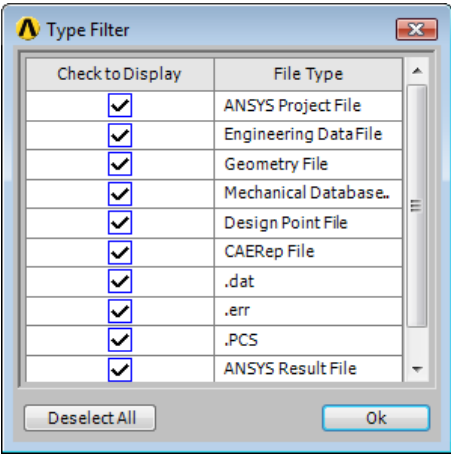 Type Filter
Check to Display File Type
ANSYS Project File
Engineering Data File
Geometry File
Mechanical Database..
Design Point File
CAERep File
.dat
.err
.PCS
ANSYS Result File
Deselect All Ok